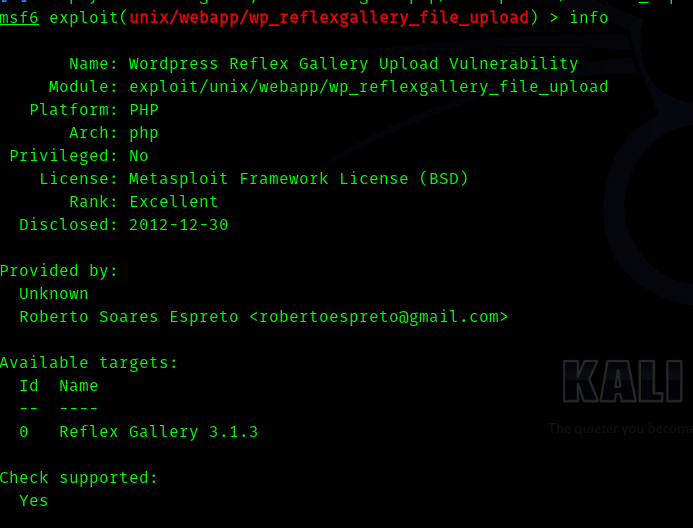 msf6 exploit(unix/webapp/wp_reflexgallery_file_upload) > info
Name: Wordpress Reflex Gallery Upload Vulnerability
Module: exploit/unix/webapp/wp_reflexgallery_file_upload
Platform: PHP
Arch: php
Privileged: No
License: Metasploit Framework License (BSD)
Rank: Excellent
Disclosed: 2012-12-30
Provided by:
Unknown
Roberto Soares Espreto <robertoespreto@gmail.com>
Available targets:
Id  Name
--  ----
0   Reflex Gallery 3.1.3
KALI
The quieter you become
Check supported:
Yes